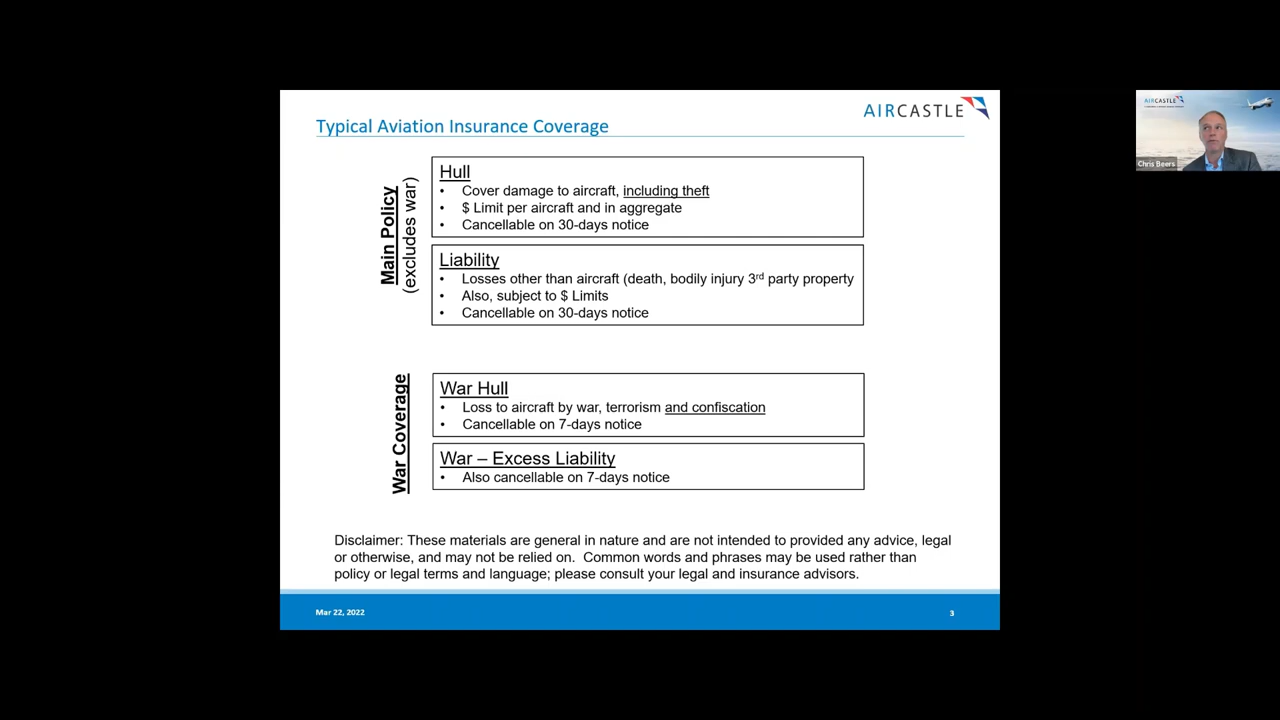 AIRCASTLE
Typical Aviation Insurance Coverage
Main Policy
(excludes war)
Hull
• Cover damage to aircraft, including theft
• $ Limit per aircraft and in aggregate
• Cancellable on 30-days notice
Liability
• Losses other than aircraft (death, bodily injury 3rd party property
• Also, subject to $ Limits
• Cancellable on 30-days notice
War Coverage
War Hull
• Loss to aircraft by war, terrorism and confiscation
• Cancellable on 7-days notice
War – Excess Liability
• Also cancellable on 7-days notice
Disclaimer: These materials are general in nature and are not intended to provided any advice, legal
or otherwise, and may not be relied on. Common words and phrases may be used rather than
policy or legal terms and language; please consult your legal and insurance advisors.
Mar 22, 2022
3
AIRCASTLE
Chris Beers